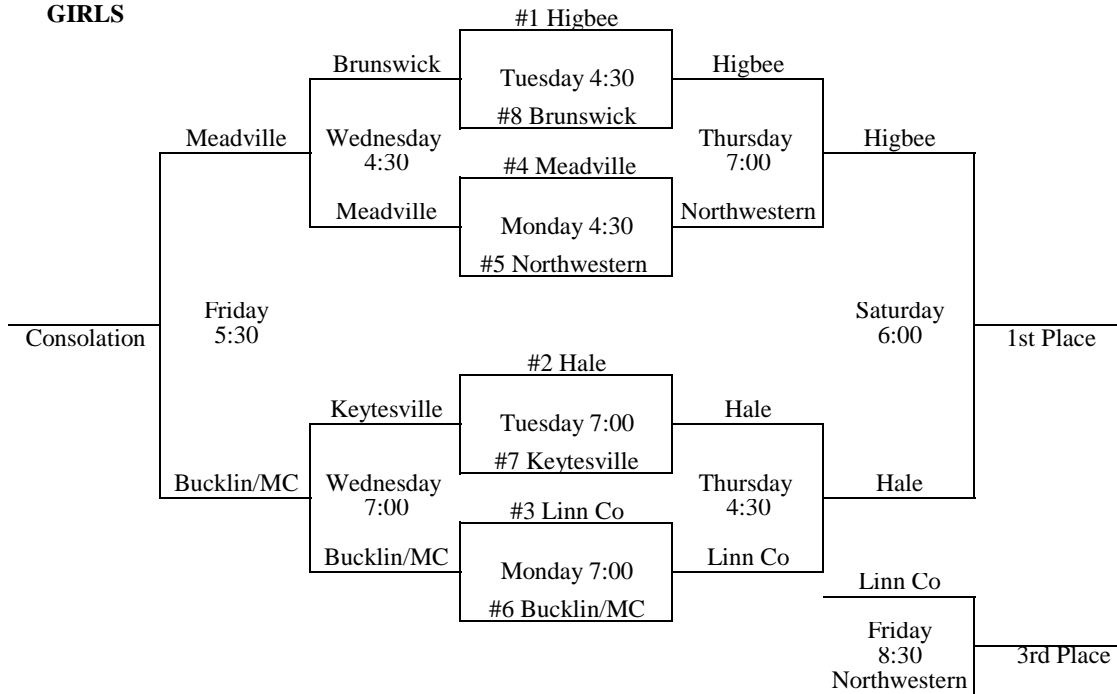 GIRLS
#1 Higbee
Brunswick
Tuesday 4:30
Higbee
#8 Brunswick
Meadville
Wednesday
4:30
Thursday
7:00
Higbee
#4 Meadville
Meadville
Monday 4:30
Northwestern
#5 Northwestern
Friday
5:30
Saturday
6:00
Consolation
1st Place
#2 Hale
Keytesville
Tuesday 7:00
Hale
#7 Keytesville
Bucklin/MC
Wednesday
7:00
Thursday
4:30
Hale
#3 Linn Co
Bucklin/MC
Monday 7:00
Linn Co
#6 Bucklin/MC
Linn Co
Friday
8:30
3rd Place
Northwestern